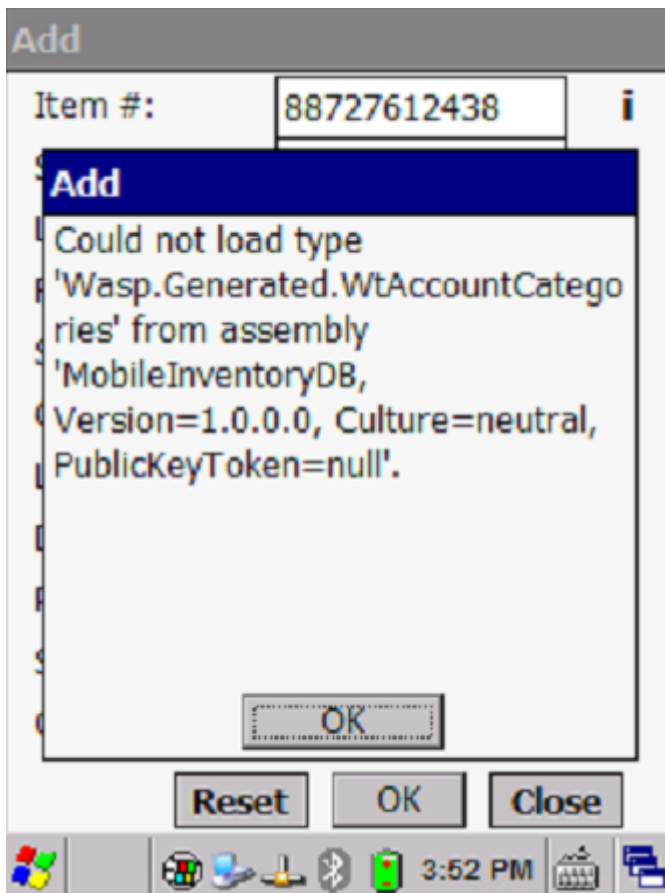 Add
Item #: 88727612438 i
Add
Could not load type
'Wasp.Generated.WtAccountCatego
ries' from assembly
'MobileInventoryDB,
Version=1.0.0.0, Culture=neutral,
PublicKeyToken=null'.
OK
Reset OK Close
3:52 PM